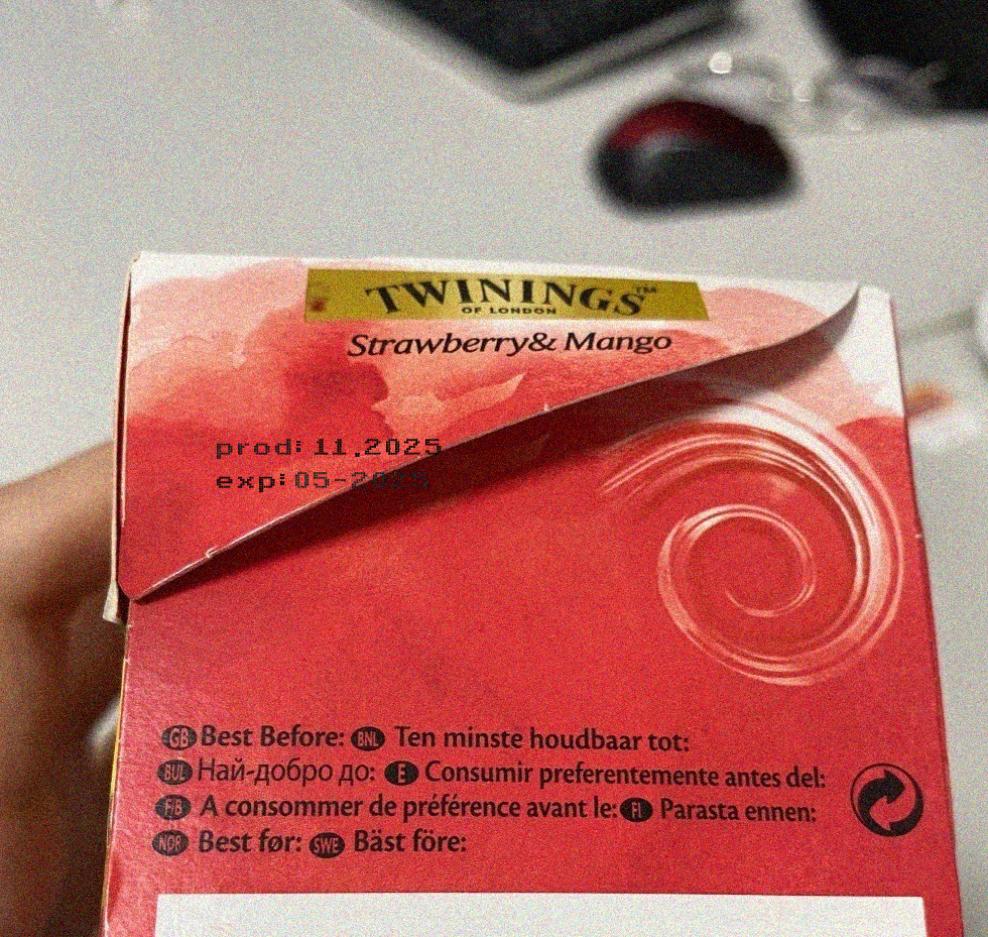 TWININGS™
OF LONDON
Strawberry & Mango
prod: 11.2025
exp: 05-2025
GB Best Before: BNL Ten minste houdbaar tot:
BUL Най-добро до: E Consumir preferentemente antes del:
F/B A consommer de préférence avant le: FI Parasta ennen:
NOR Best før: SWE Bäst före: